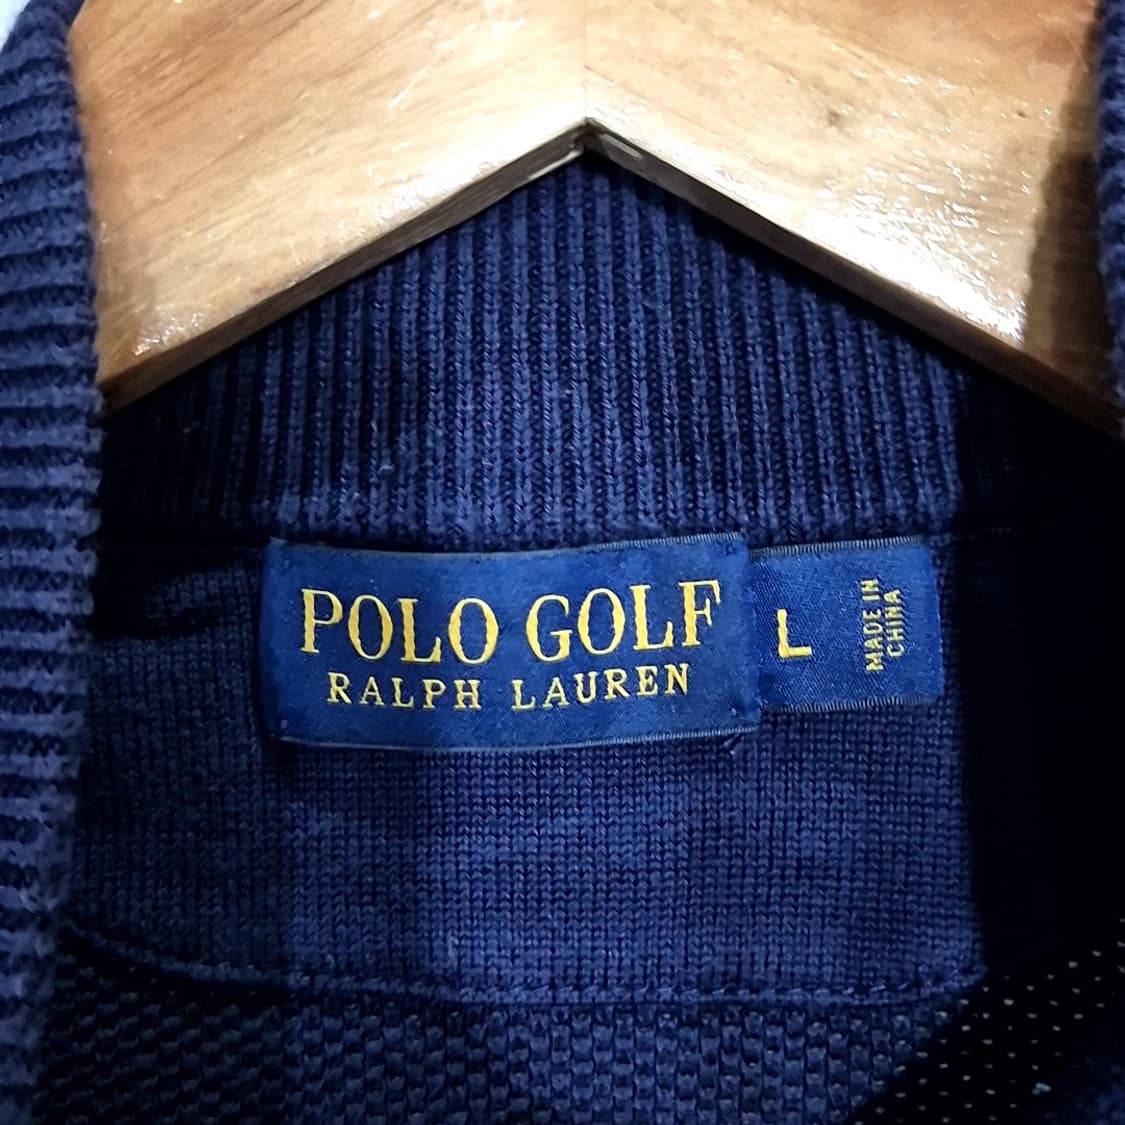 POLO GOLF
RALPH LAUREN
L
MADE IN
CHINA